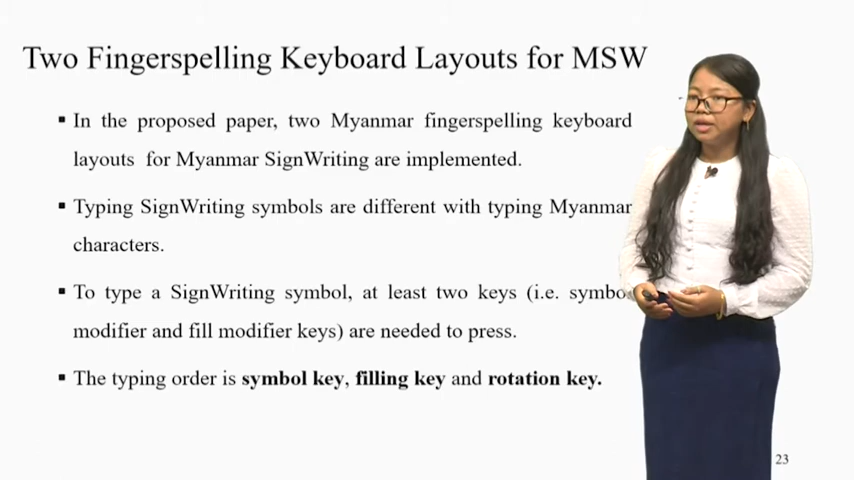 Two Fingerspelling Keyboard Layouts for MSW
▪ In the proposed paper, two Myanmar fingerspelling keyboard
layouts for Myanmar SignWriting are implemented.
▪ Typing SignWriting symbols are different with typing Myanmar
characters.
▪ To type a SignWriting symbol, at least two keys (i.e. symbo
modifier and fill modifier keys) are needed to press.
▪ The typing order is symbol key, filling key and rotation key.
23